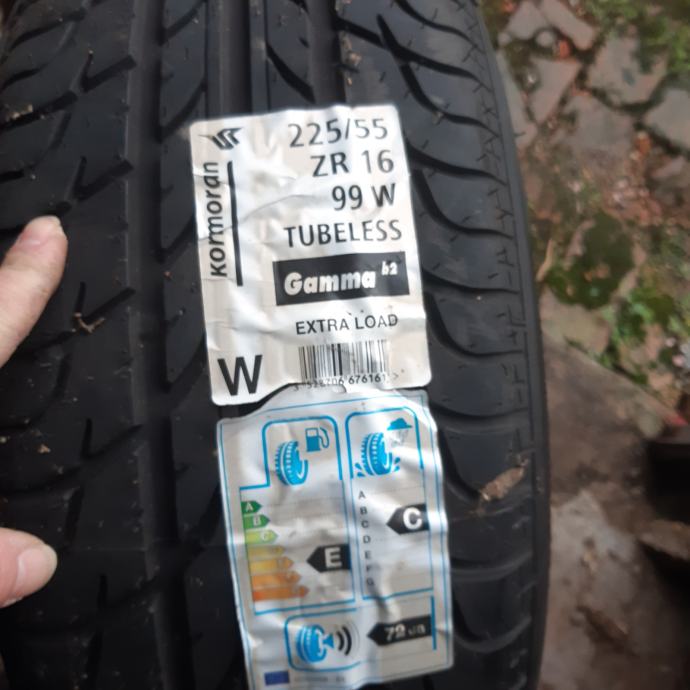 kormoran
225/55
ZR 16
99 W
TUBELESS
Gamma b2
EXTRA LOAD
W
A
B
C
E
A
B
C
D
E
F
G
C
72 dB